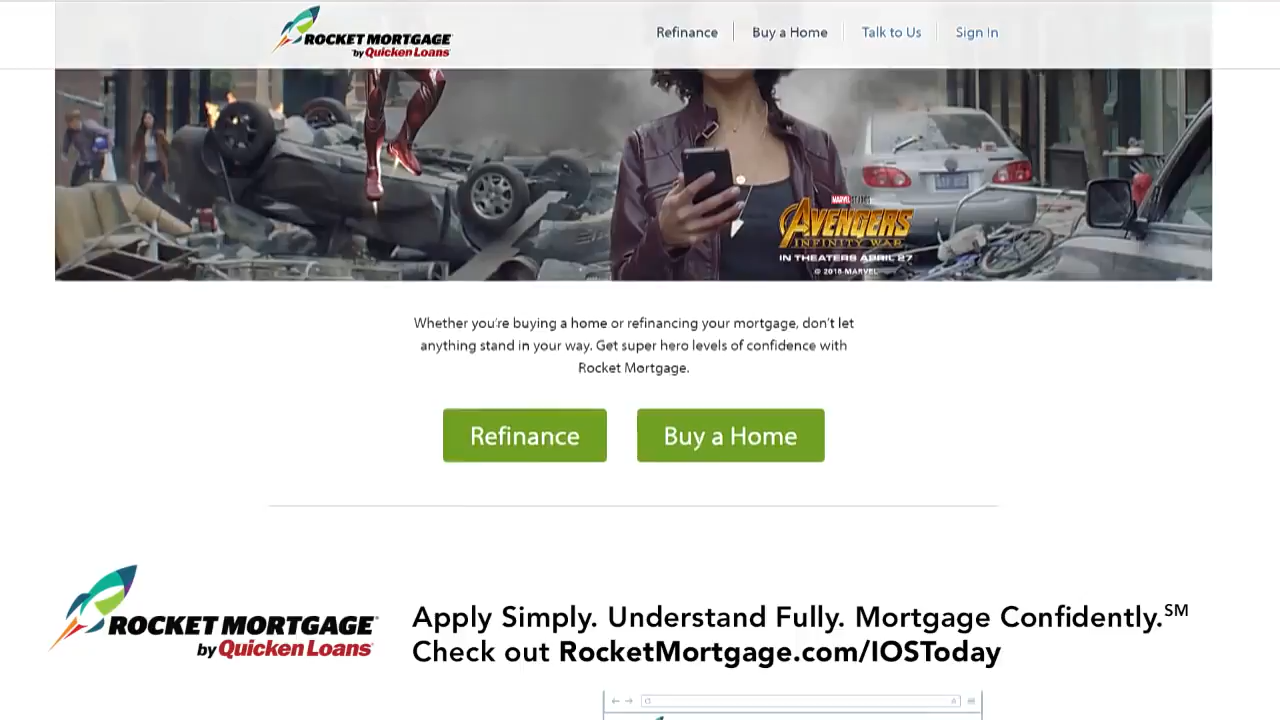 ROCKET MORTGAGE
by Quicken Loans
Refinance
Buy a Home
Talk to Us
Sign In
MARVEL STUDIOS
AVENGERS
INFINITY WAR
IN THEATERS APRIL 27
© 2018 MARVEL
Whether you're buying a home or refinancing your mortgage, don't let
anything stand in your way. Get super hero levels of confidence with
Rocket Mortgage.
Refinance
Buy a Home
ROCKET MORTGAGE
by Quicken Loans
Apply Simply. Understand Fully. Mortgage Confidently.℠
Check out RocketMortgage.com/IOSToday